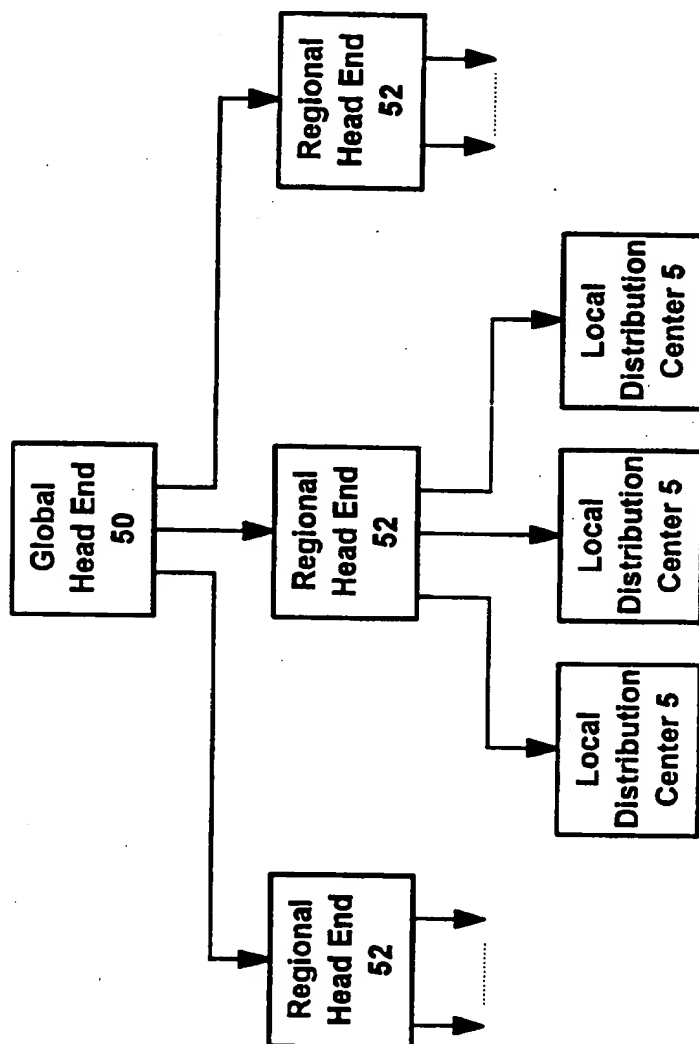 Global
Head End
50
Regional
Head End
52
Regional
Head End
52
Regional
Head End
52
Local
Distribution
Center 5
Local
Distribution
Center 5
Local
Distribution
Center 5